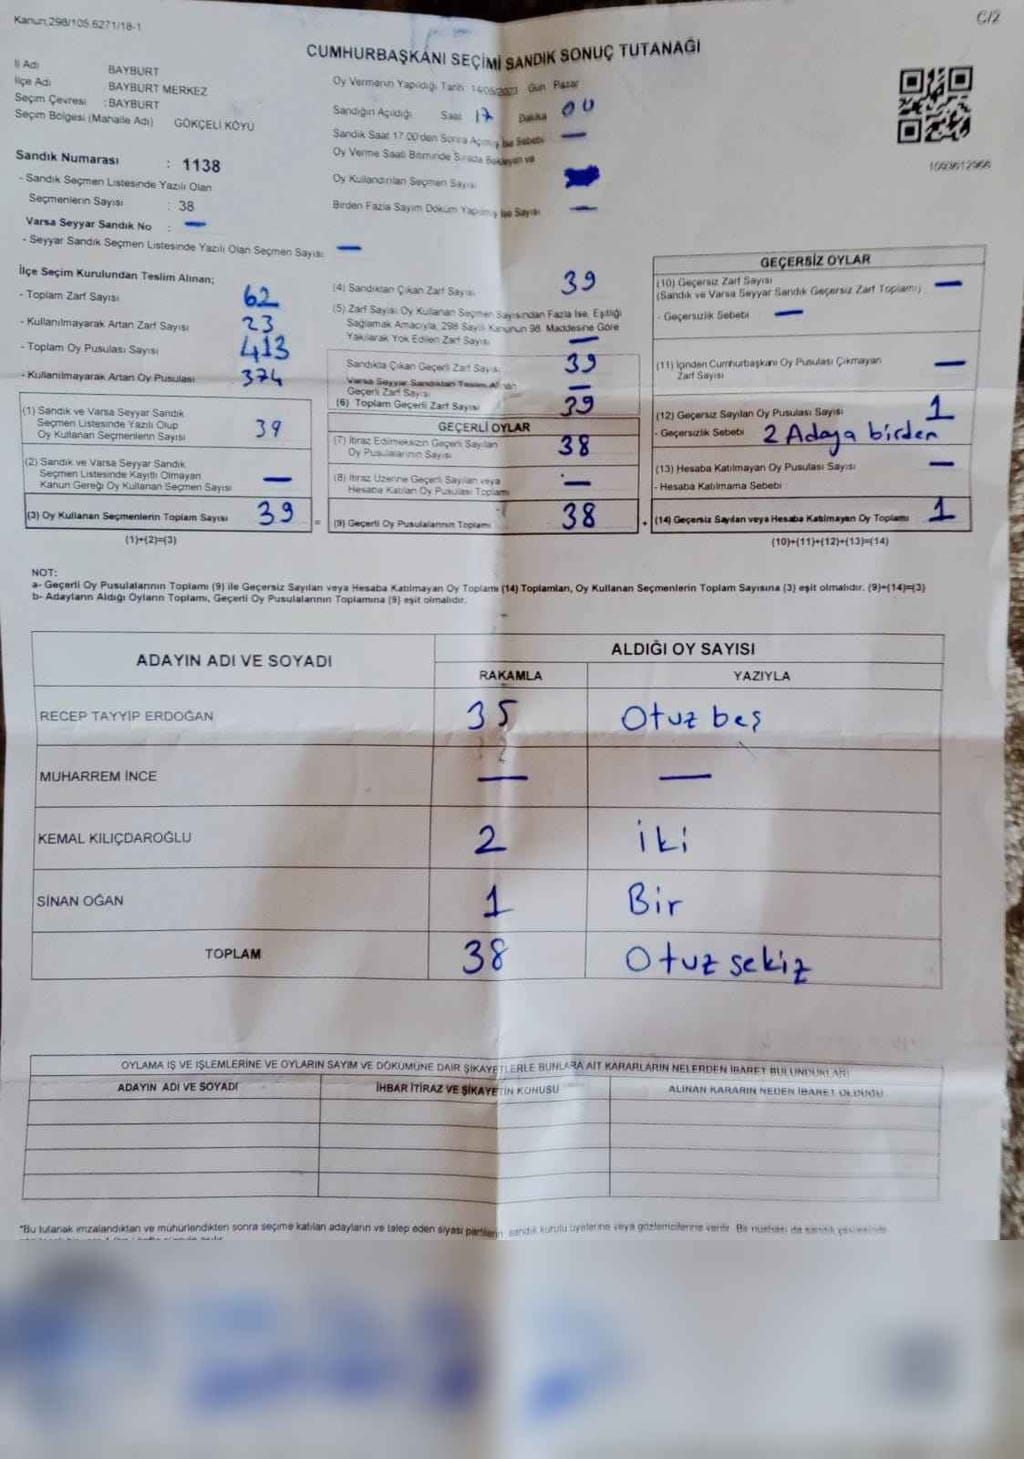 Kanun,298/105.6271/18-1
C/2
CUMHURBAŞKANI SEÇİMİ SANDIK SONUÇ TUTANAĞI
İl Adı BAYBURT
İlçe Adı BAYBURT MERKEZ
Seçim Çevresi : BAYBURT
Seçim Bölgesi (Mahalle Adı) GÖKÇELİ KÖYÜ
Sandık Numarası : 1138
- Sandık Seçmen Listesinde Yazılı Olan
Seçmenlerin Sayısı : 38
Varsa Seyyar Sandık No : —
- Seyyar Sandık Seçmen Listesinde Yazılı Olan Seçmen Sayısı —
Oy Vermenin Yapıldığı Tarih 14/05/2023 Gün Pazar
Sandığın Açıldığı Saat 17 Dakika 00
Sandık Saat 17.00'den Sonra Açılmış İse Sebebi —
Oy Verme Saati Bitiminde Sırada Bekleyen ve
Oy Kullandırılan Seçmen Sayısı
Birden Fazla Sayım Döküm Yapılmış İse Sayısı —
1093612966
İlçe Seçim Kurulundan Teslim Alınan;
- Toplam Zarf Sayısı 62
- Kullanılmayarak Artan Zarf Sayısı 23
- Toplam Oy Pusulası Sayısı 413
- Kullanılmayarak Artan Oy Pusulası 374
(1) Sandık ve Varsa Seyyar Sandık
Seçmen Listesinde Yazılı Olup
Oy Kullanan Seçmenlerin Sayısı 39
(2) Sandık ve Varsa Seyyar Sandık
Seçmen Listesinde Kayıtlı Olmayan
Kanun Gereği Oy Kullanan Seçmen Sayısı —
(3) Oy Kullanan Seçmenlerin Toplam Sayısı 39 =
(1)+(2)=(3)
(4) Sandıktan Çıkan Zarf Sayısı 39
(5) Zarf Sayısı Oy Kullanan Seçmen Sayısından Fazla İse, Eşitliği
Sağlamak Amacıyla, 298 Sayılı Kanunun 98. Maddesine Göre
Yakılarak Yok Edilen Zarf Sayısı —
Sandıkta Çıkan Geçerli Zarf Sayısı 39
Varsa Seyyar Sandıktan Teslim Alınan
Geçerli Zarf Sayısı —
(6) Toplam Geçerli Zarf Sayısı 39
GEÇERLİ OYLAR
(7) İtiraz Edilmeksizin Geçerli Sayılan
Oy Pusulalarının Sayısı 38
(8) İtiraz Üzerine Geçerli Sayılan veya
Hesaba Katılan Oy Pusulası Toplamı —
(9) Geçerli Oy Pusulalarının Toplamı 38 +
GEÇERSİZ OYLAR
(10) Geçersiz Zarf Sayısı
(Sandık ve Varsa Seyyar Sandık Geçersiz Zarf Toplamı) —
- Geçersizlik Sebebi —
(11) İçinden Cumhurbaşkanı Oy Pusulası Çıkmayan
Zarf Sayısı —
(12) Geçersiz Sayılan Oy Pusulası Sayısı 1
- Geçersizlik Sebebi 2 Adaya birden
(13) Hesaba Katılmayan Oy Pusulası Sayısı —
- Hesaba Katılmama Sebebi
(14) Geçersiz Sayılan veya Hesaba Katılmayan Oy Toplamı 1
(10)+(11)+(12)+(13)=(14)
NOT:
a- Geçerli Oy Pusulalarının Toplamı (9) ile Geçersiz Sayılan veya Hesaba Katılmayan Oy Toplamı (14) Toplamları, Oy Kullanan Seçmenlerin Toplam Sayısına (3) eşit olmalıdır. (9)+(14)=(3)
b- Adayların Aldığı Oyların Toplamı, Geçerli Oy Pusulalarının Toplamına (9) eşit olmalıdır.
ADAYIN ADI VE SOYADI
ALDIĞI OY SAYISI
RAKAMLA YAZIYLA
RECEP TAYYİP ERDOĞAN 35 Otuz beş
MUHARREM İNCE — —
KEMAL KILIÇDAROĞLU 2 iki
SİNAN OĞAN 1 Bir
TOPLAM 38 Otuz sekiz
OYLAMA İŞ VE İŞLEMLERİNE VE OYLARIN SAYIM VE DÖKÜMÜNE DAİR ŞİKAYETLERLE BUNLARA AİT KARARLARIN NELERDEN İBARET BULUNDUKLARI
ADAYIN ADI VE SOYADI İHBAR İTİRAZ VE ŞİKAYETİN KONUSU ALINAN KARARIN NEDEN İBARET OLDUĞU
*Bu tutanak imzalandıktan ve mühürlendikten sonra seçime katılan adayların ve talep eden siyasi partilerin sandık kurulu üyelerine veya gözlemcilerine verilir. Bir nüshası da sandık çevresinde